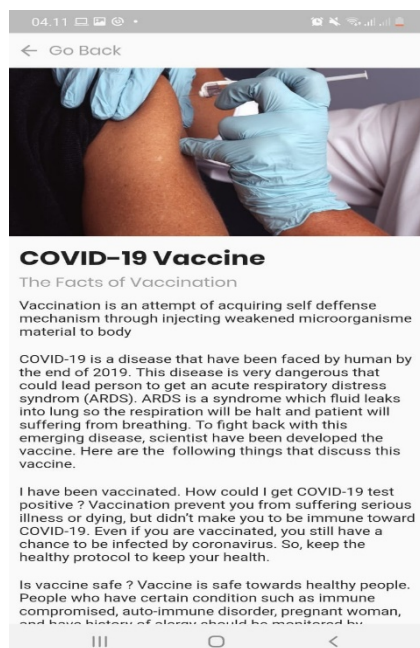 04.11
Go Back
COVID-19 Vaccine
The Facts of Vaccination
Vaccination is an attempt of acquiring self deffense
mechanism through injecting weakened microorganisme
material to body
COVID-19 is a disease that have been faced by human by
the end of 2019. This disease is very dangerous that
could lead person to get an acute respiratory distress
syndrom (ARDS). ARDS is a syndrome which fluid leaks
into lung so the respiration will be halt and patient will
suffering from breathing. To fight back with this
emerging disease, scientist have been developed the
vaccine. Here are the following things that discuss this
vaccine.
I have been vaccinated. How could I get COVID-19 test
positive ? Vaccination prevent you from suffering serious
illness or dying, but didn't make you to be immune toward
COVID-19. Even if you are vaccinated, you still have a
chance to be infected by coronavirus. So, keep the
healthy protocol to keep your health.
Is vaccine safe ? Vaccine is safe towards healthy people.
People who have certain condition such as immune
compromised, auto-immune disorder, pregnant woman,
and have history of alergy should be monitored by